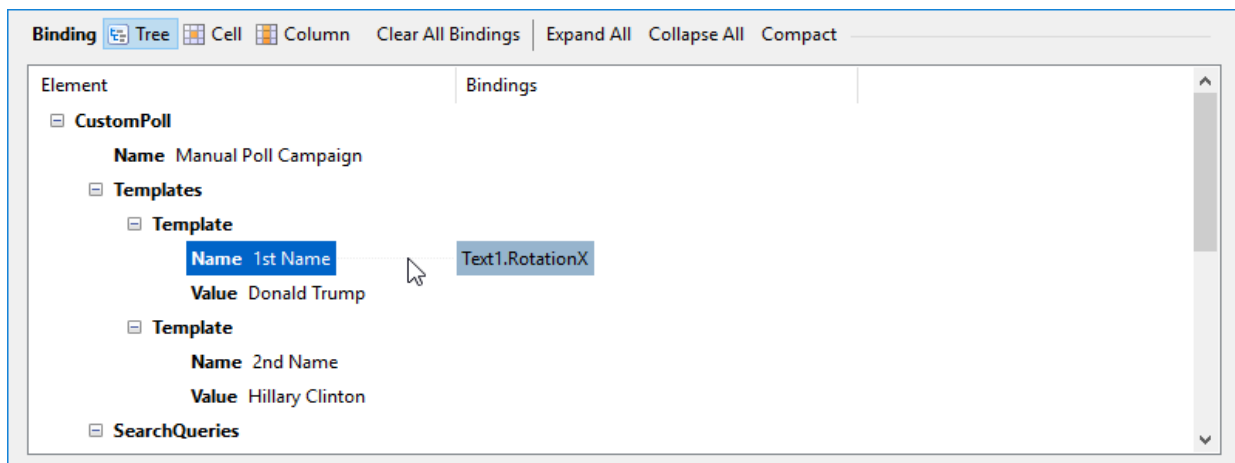 Binding Tree Cell Column Clear All Bindings Expand All Collapse All Compact
Element Bindings
CustomPoll
Name Manual Poll Campaign
Templates
Template
Name 1st Name Text1.RotationX
Value Donald Trump
Template
Name 2nd Name
Value Hillary Clinton
SearchQueries